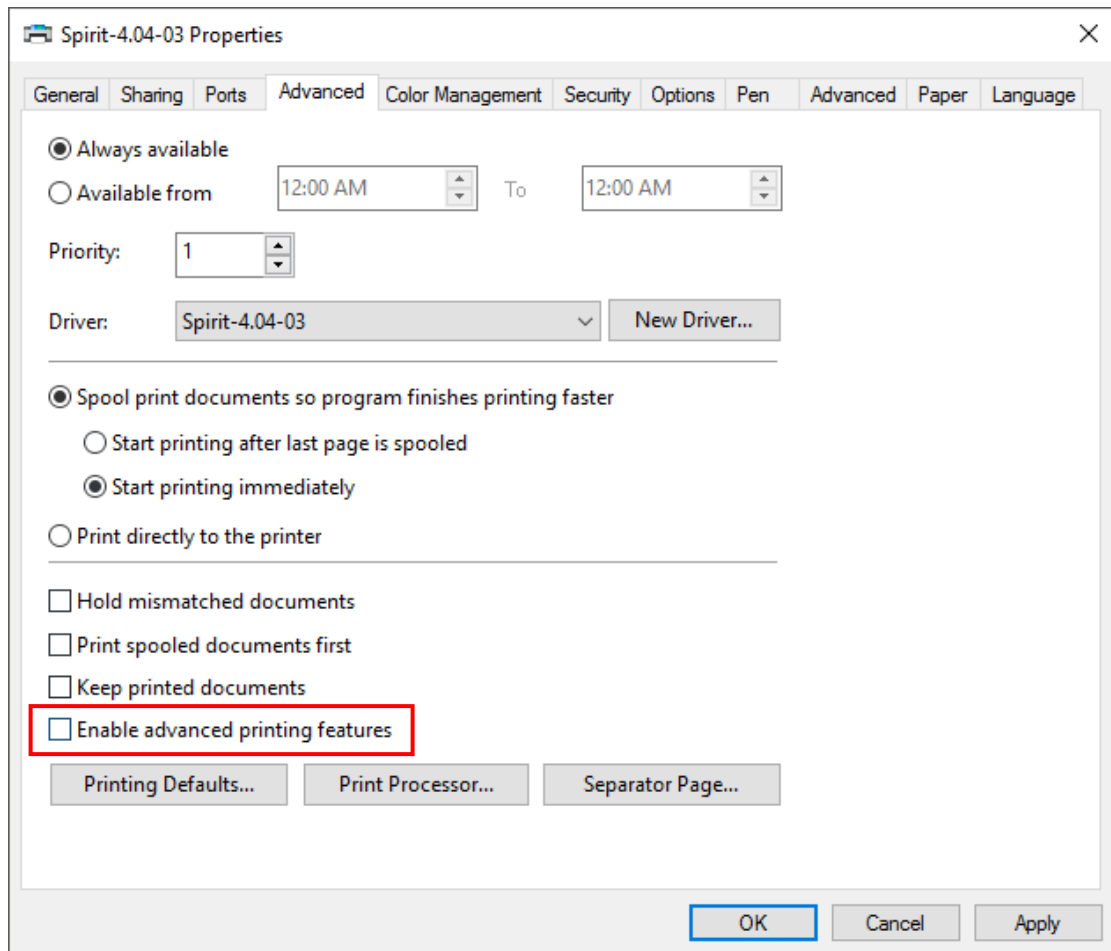 Spirit-4.04-03 Properties
General Sharing Ports Advanced Color Management Security Options Pen Advanced Paper Language
Always available
Available from 12:00 AM To 12:00 AM
Priority: 1
Driver: Spirit-4.04-03 New Driver...
Spool print documents so program finishes printing faster
Start printing after last page is spooled
Start printing immediately
Print directly to the printer
Hold mismatched documents
Print spooled documents first
Keep printed documents
Enable advanced printing features
Printing Defaults... Print Processor... Separator Page...
OK Cancel Apply